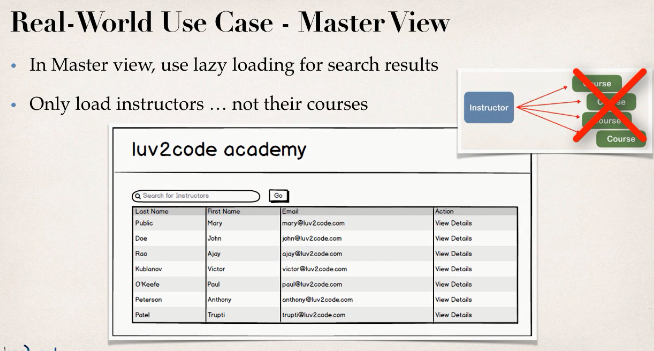 Real-World Use Case - Master View
• In Master view, use lazy loading for search results
• Only load instructors … not their courses
Instructor
Course
Course
Course
Course
luv2code academy
Search for Instructors
Go
Last Name First Name Email Action
Public Mary mary@luv2code.com View Details
Doe John john@luv2code.com View Details
Rao Ajay ajay@luv2code.com View Details
Kublanov Victor victor@luv2code.com View Details
O'Keefe Paul paul@luv2code.com View Details
Peterson Anthony anthony@luv2code.com View Details
Patel Trupti trupti@luv2code.com View Details